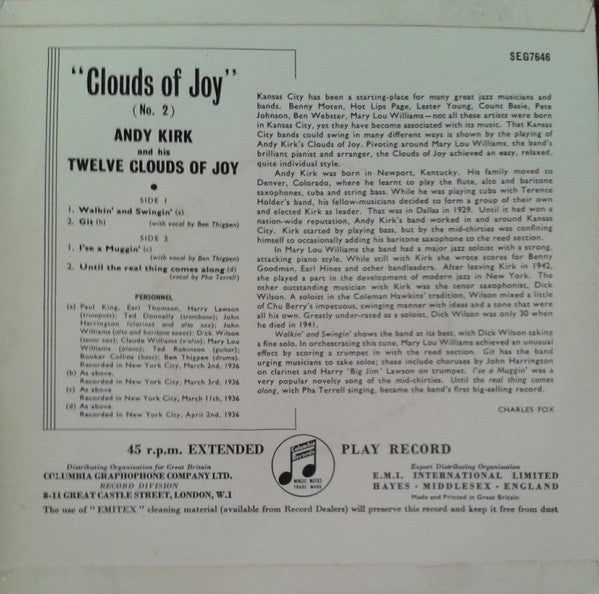 SEG7646
"Clouds of Joy"
(No. 2)
ANDY KIRK
and his
TWELVE CLOUDS OF JOY
SIDE 1
1. Walkin' and Swingin' (a)
2. Git (b) (with vocal by Ben Thigpen)
SIDE 2
1. I'se a Muggin' (c)
(with vocal by Ben Thigpen)
2. Until the real thing comes along (d)
(vocal by Pha Terrell)
PERSONNEL
(a) Paul King, Earl Thomson, Harry Lawson
(trumpets); Ted Donnelly (trombone); John
Harrington (clarinet and alto sax); John
Williams (alto and baritone saxes); Dick Wilson
(tenor sax); Claude Williams (violin); Mary Lou
Williams (piano); Ted Robinson (guitar);
Booker Collins (bass); Ben Thigpen (drums).
Recorded in New York City, March 2nd, 1936
(b) As above.
Recorded in New York City, March 3rd, 1936
(c) As above
Recorded in New York City, March 11th, 1936
(d) As above.
Recorded in New York City, April 2nd, 1936
Kansas City has been a starting-place for many great jazz musicians and
bands. Benny Moten, Hot Lips Page, Lester Young, Count Basie, Pete
Johnson, Ben Webster, Mary Lou Williams—not all these artists were born
in Kansas City, yet they have become associated with its music. That Kansas
City bands could swing in many different ways is shown by the playing of
Andy Kirk's Clouds of Joy. Pivoting around Mary Lou Williams, the band's
brilliant pianist and arranger, the Clouds of Joy achieved an easy, relaxed,
quite individual style.
Andy Kirk was born in Newport, Kentucky. His family moved to
Denver, Colorado, where he learnt to play the flute, alto and baritone
saxophones, tuba and string bass. While he was playing tuba with Terence
Holder's band, his fellow-musicians decided to form a group of their own
and elected Kirk as leader. That was in Dallas in 1929. Until it had won a
nation-wide reputation, Andy Kirk's band worked in and around Kansas
City. Kirk started by playing bass, but by the mid-thirties was confining
himself to occasionally adding his baritone saxophone to the reed section.
In Mary Lou Williams the band had a major jazz soloist with a strong,
attacking piano style. While still with Kirk she wrote scores for Benny
Goodman, Earl Hines and other bandleaders. After leaving Kirk in 1942,
she played a part in the development of modern jazz in New York. The
other outstanding musician with Kirk was the tenor saxophonist, Dick
Wilson. A soloist in the Coleman Hawkins' tradition, Wilson mixed a little
of Chu Berry's impetuous, swinging manner with ideas and a tone that were
all his own. Greatly under-rated as a soloist, Dick Wilson was only 30 when
he died in 1941.
Walkin' and Swingin' shows the band at its best, with Dick Wilson taking a
fine solo. In orchestrating this tune, Mary Lou Williams achieved an unusual
effect by scoring a trumpet in with the reed section. Git has the band
urging musicians to take solos; these include choruses by John Harrington
on clarinet and Harry 'Big Jim' Lawson on trumpet. I'se a Muggin' was a
very popular novelty song of the mid-thirties. Until the real thing comes
along, with Pha Terrell singing, became the band's first big-selling record.
CHARLES FOX
45 r.p.m. EXTENDED PLAY RECORD
MAGIC NOTES
TRADE MARK
Distributing Organisation for Great Britain
COLUMBIA GRAPHOPHONE COMPANY LTD.
RECORD DIVISION
8-11 GREAT CASTLE STREET, LONDON, W.1
Export Distributing Organisation
E.M.I. INTERNATIONAL LIMITED
HAYES · MIDDLESEX · ENGLAND
Made and Printed in Great Britain
The use of "EMITEX" cleaning material (available from Record Dealers) will preserve this record and keep it free from dust